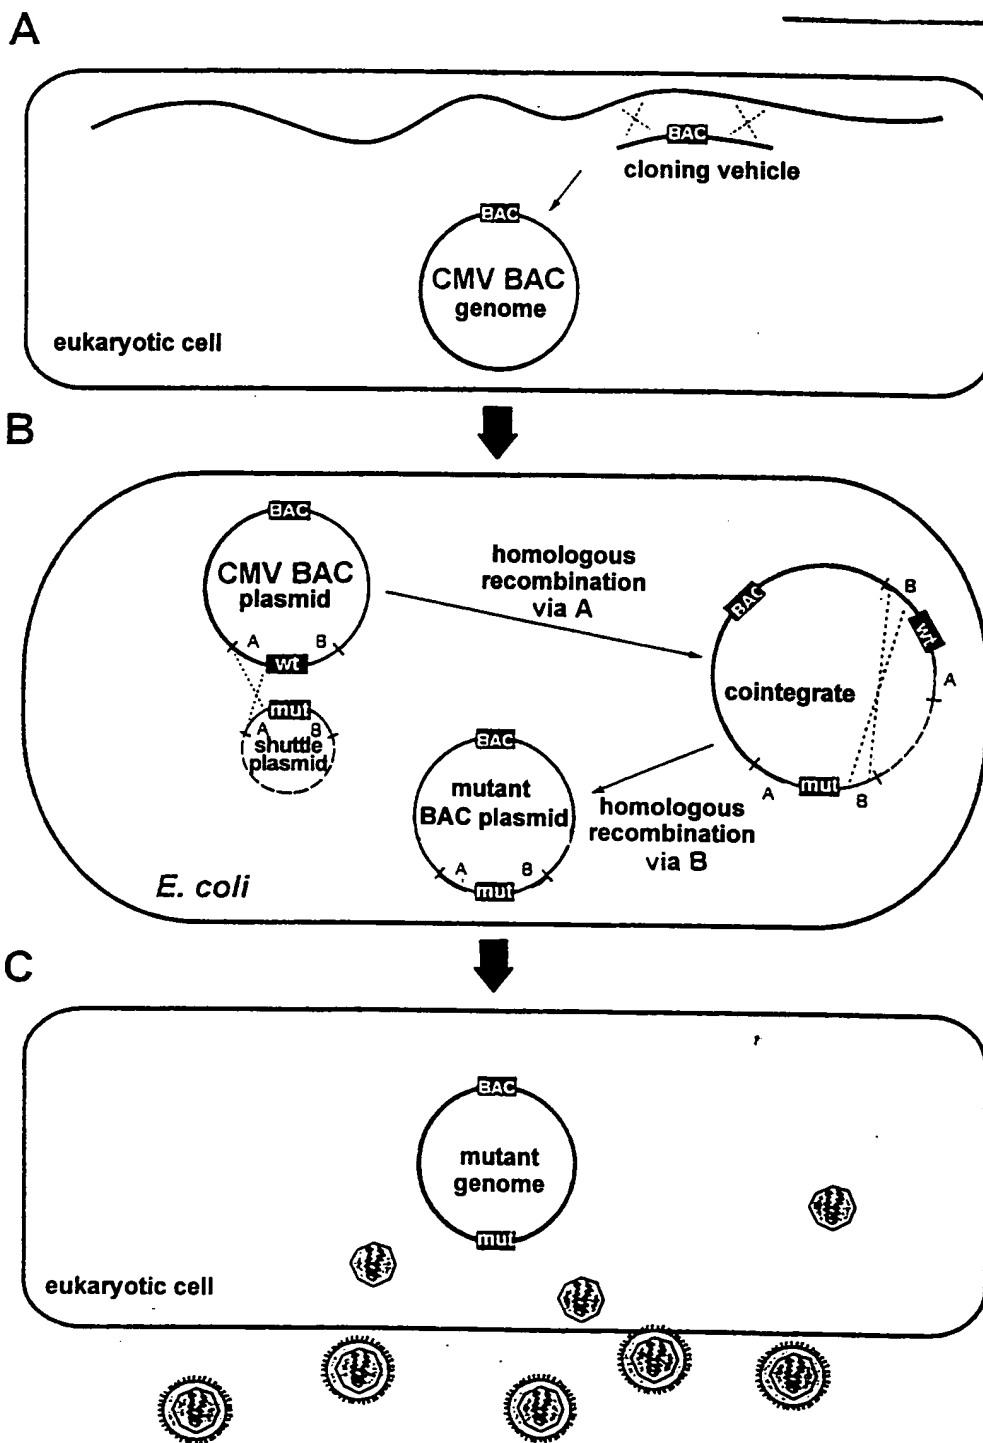 A
BAC
cloning vehicle
BAC
CMV BAC
genome
eukaryotic cell
B
BAC
CMV BAC
plasmid
A
B
wt
mut
A
B
shuttle
plasmid
homologous
recombination
via A
BAC
B
wt
A
cointegrate
A
mut
B
BAC
mutant
BAC plasmid
A
B
mut
homologous
recombination
via B
E. coli
C
BAC
mutant
genome
mut
eukaryotic cell